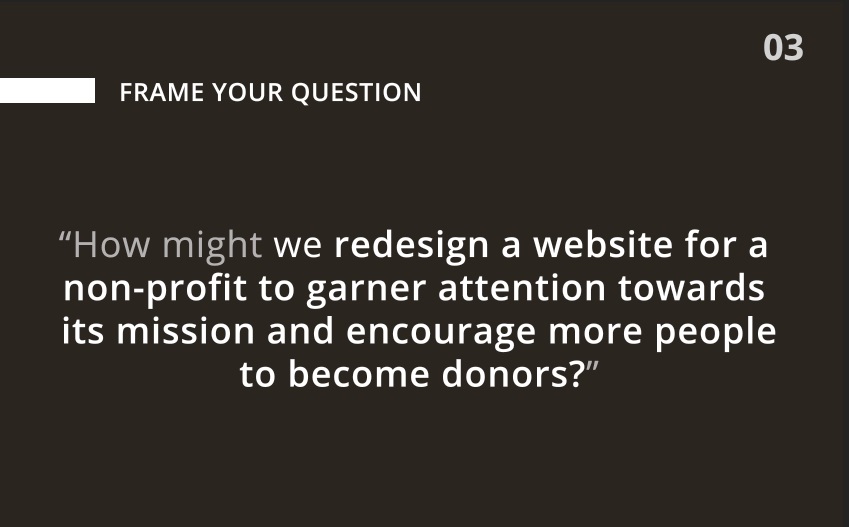 03
FRAME YOUR QUESTION
“How might we redesign a website for a
non-profit to garner attention towards
its mission and encourage more people
to become donors?”